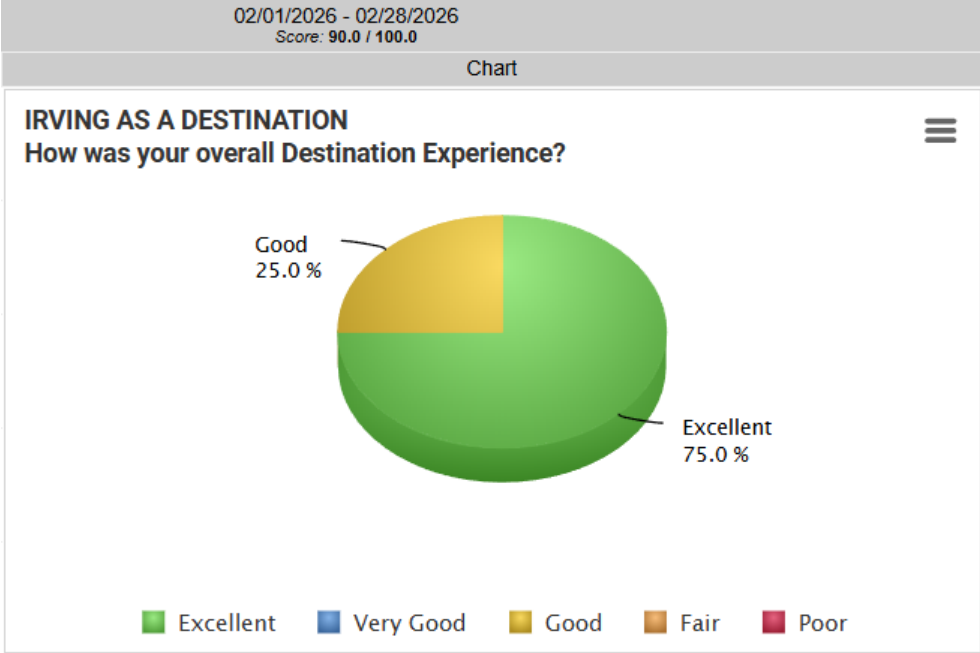 02/01/2026 - 02/28/2026
Score: 90.0 / 100.0
Chart
IRVING AS A DESTINATION
How was your overall Destination Experience?
Good
25.0 %
Excellent
75.0 %
Excellent Very Good Good Fair Poor